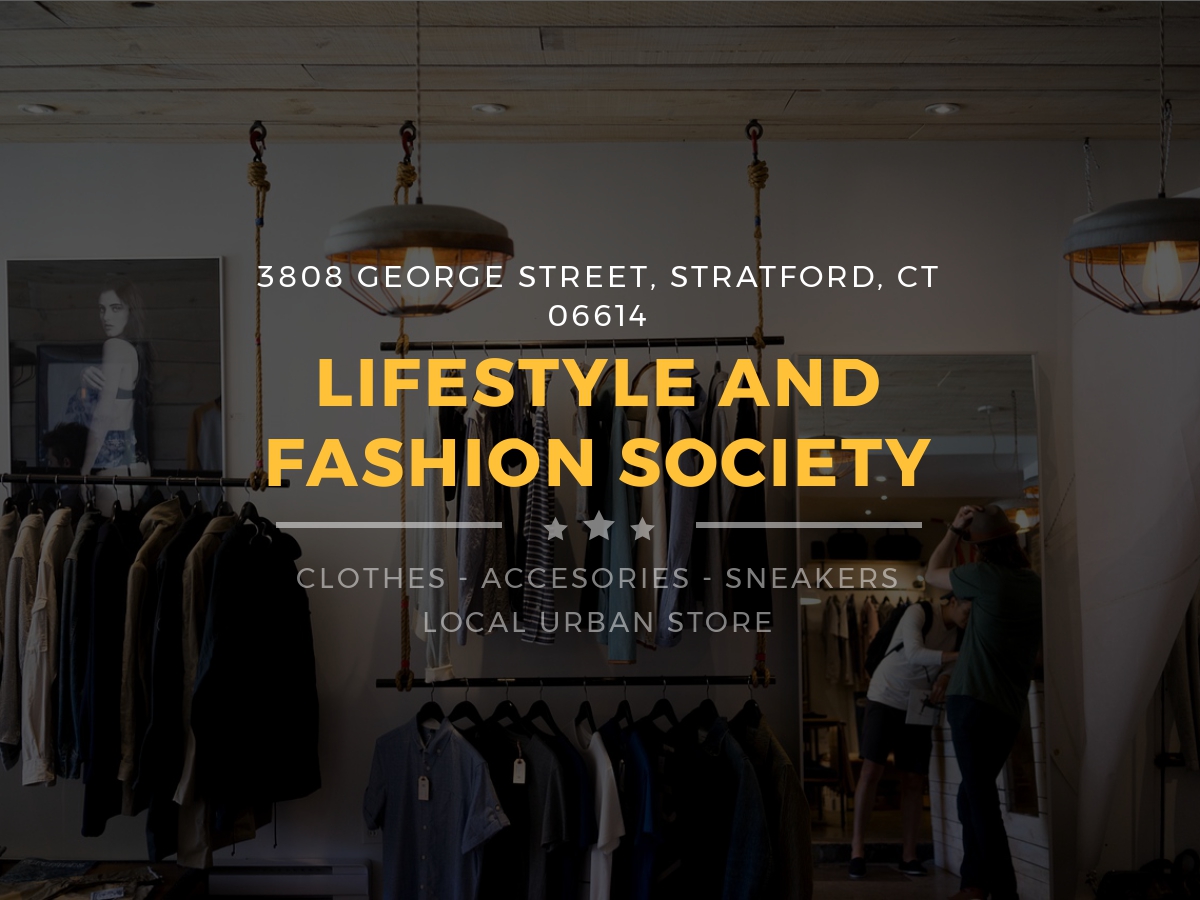 3808 GEORGE STREET, STRATFORD, CT
06614
LIFESTYLE AND
FASHION SOCIETY
CLOTHES - ACCESORIES - SNEAKERS
LOCAL URBAN STORE